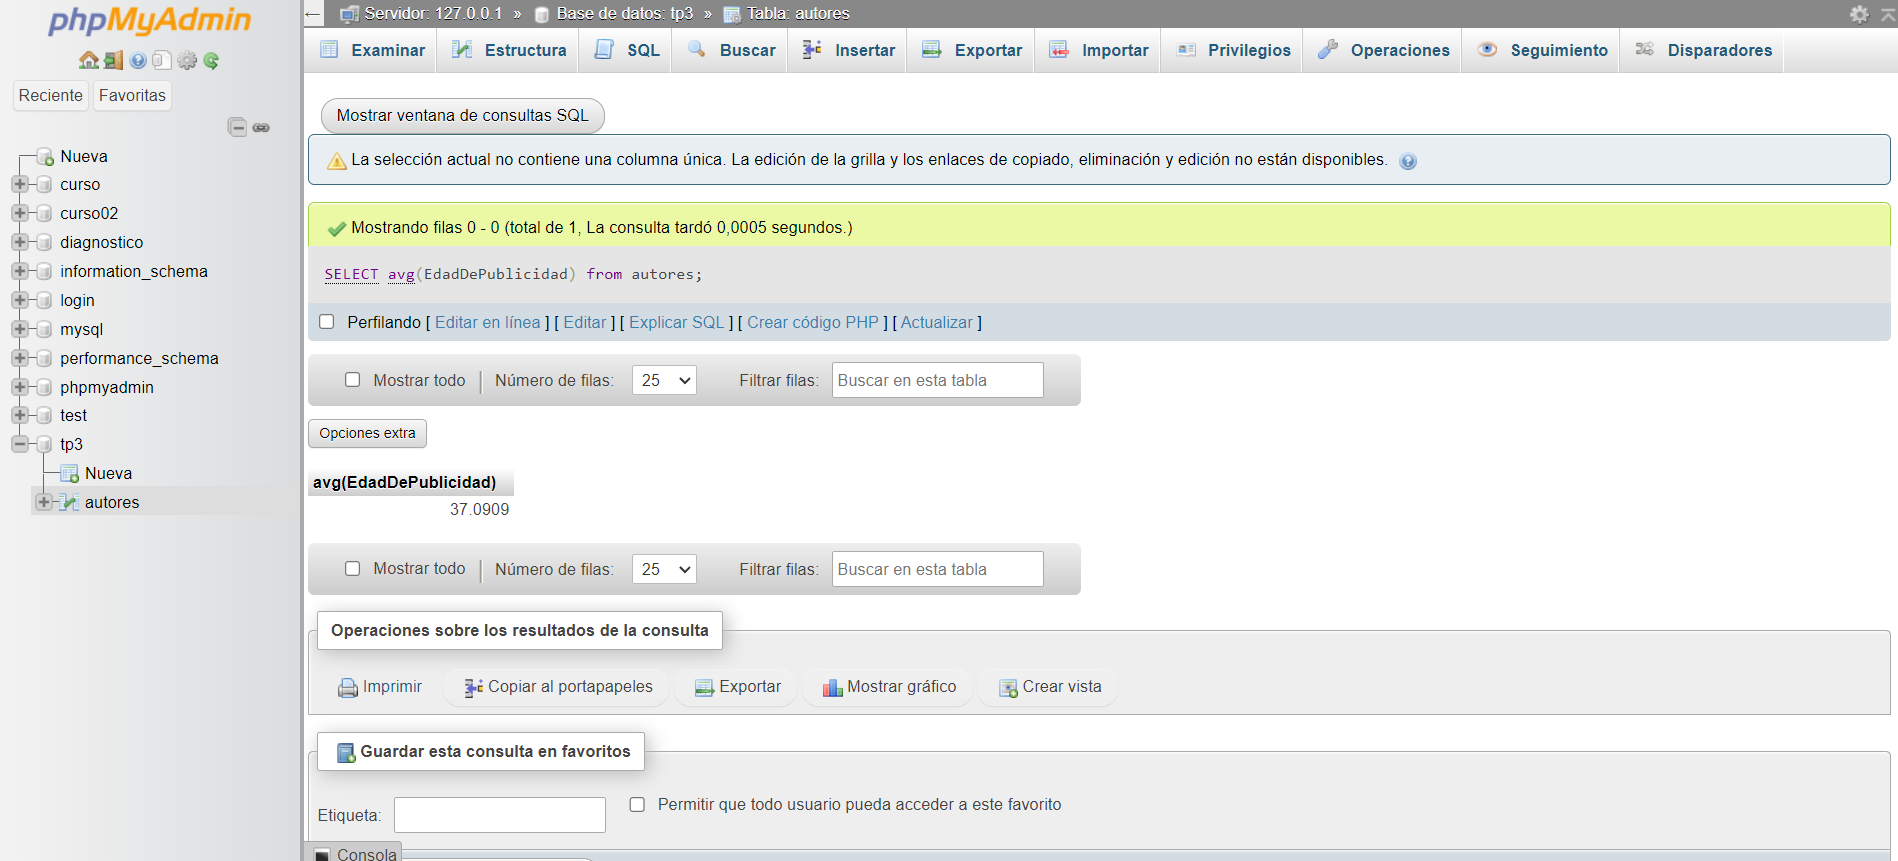 phpMyAdmin
Reciente Favoritas
Nueva
curso
curso02
diagnostico
information_schema
login
mysql
performance_schema
phpmyadmin
test
tp3
Nueva
autores
Servidor: 127.0.0.1 » Base de datos: tp3 » Tabla: autores
Examinar Estructura SQL Buscar Insertar Exportar Importar Privilegios Operaciones Seguimiento Disparadores
Mostrar ventana de consultas SQL
La selección actual no contiene una columna única. La edición de la grilla y los enlaces de copiado, eliminación y edición no están disponibles.
Mostrando filas 0 - 0 (total de 1, La consulta tardó 0,0005 segundos.)
SELECT avg(EdadDePublicidad) from autores;
Perfilando [ Editar en línea ] [ Editar ] [ Explicar SQL ] [ Crear código PHP ] [ Actualizar ]
Mostrar todo | Número de filas: 25 Filtrar filas: Buscar en esta tabla
Opciones extra
avg(EdadDePublicidad)
37.0909
Mostrar todo | Número de filas: 25 Filtrar filas: Buscar en esta tabla
Operaciones sobre los resultados de la consulta
Imprimir Copiar al portapapeles Exportar Mostrar gráfico Crear vista
Guardar esta consulta en favoritos
Etiqueta: Permitir que todo usuario pueda acceder a este favorito
Consola